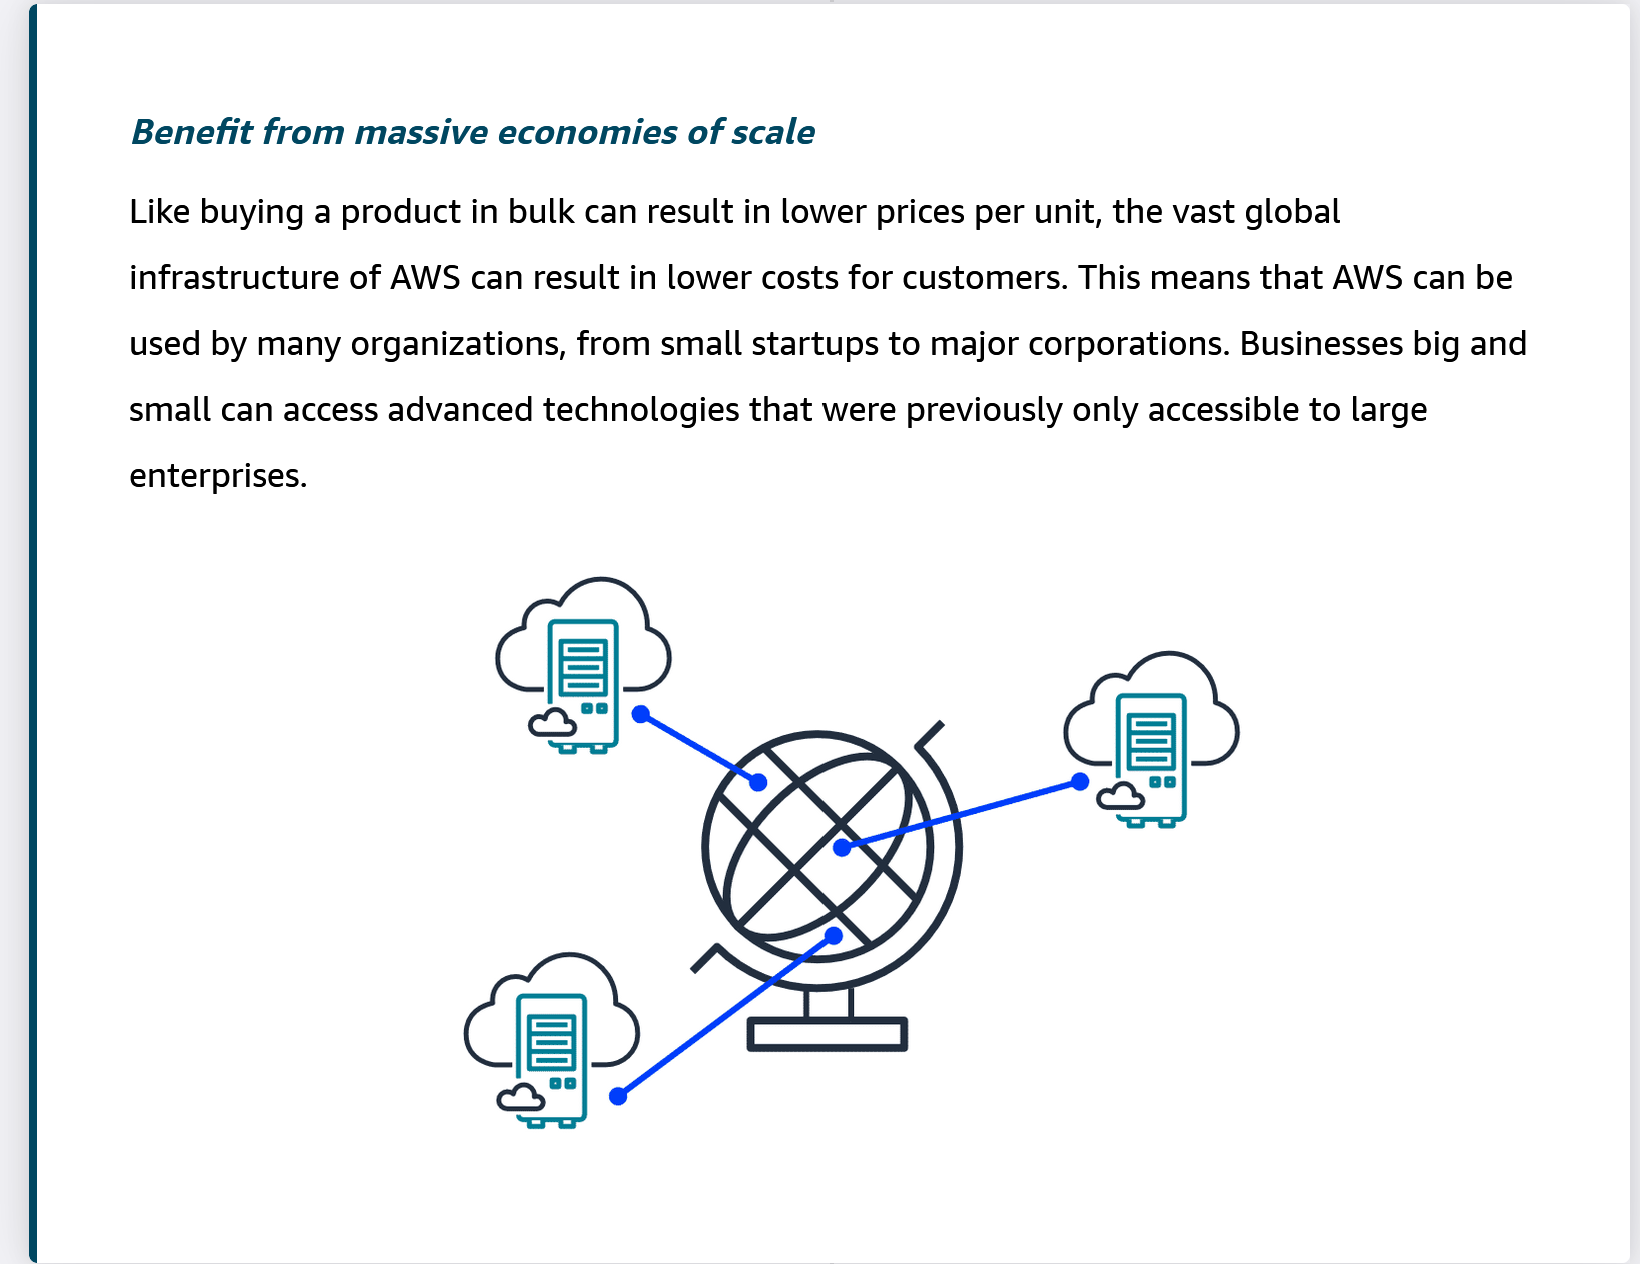 Benefit from massive economies of scale
Like buying a product in bulk can result in lower prices per unit, the vast global
infrastructure of AWS can result in lower costs for customers. This means that AWS can be
used by many organizations, from small startups to major corporations. Businesses big and
small can access advanced technologies that were previously only accessible to large
enterprises.